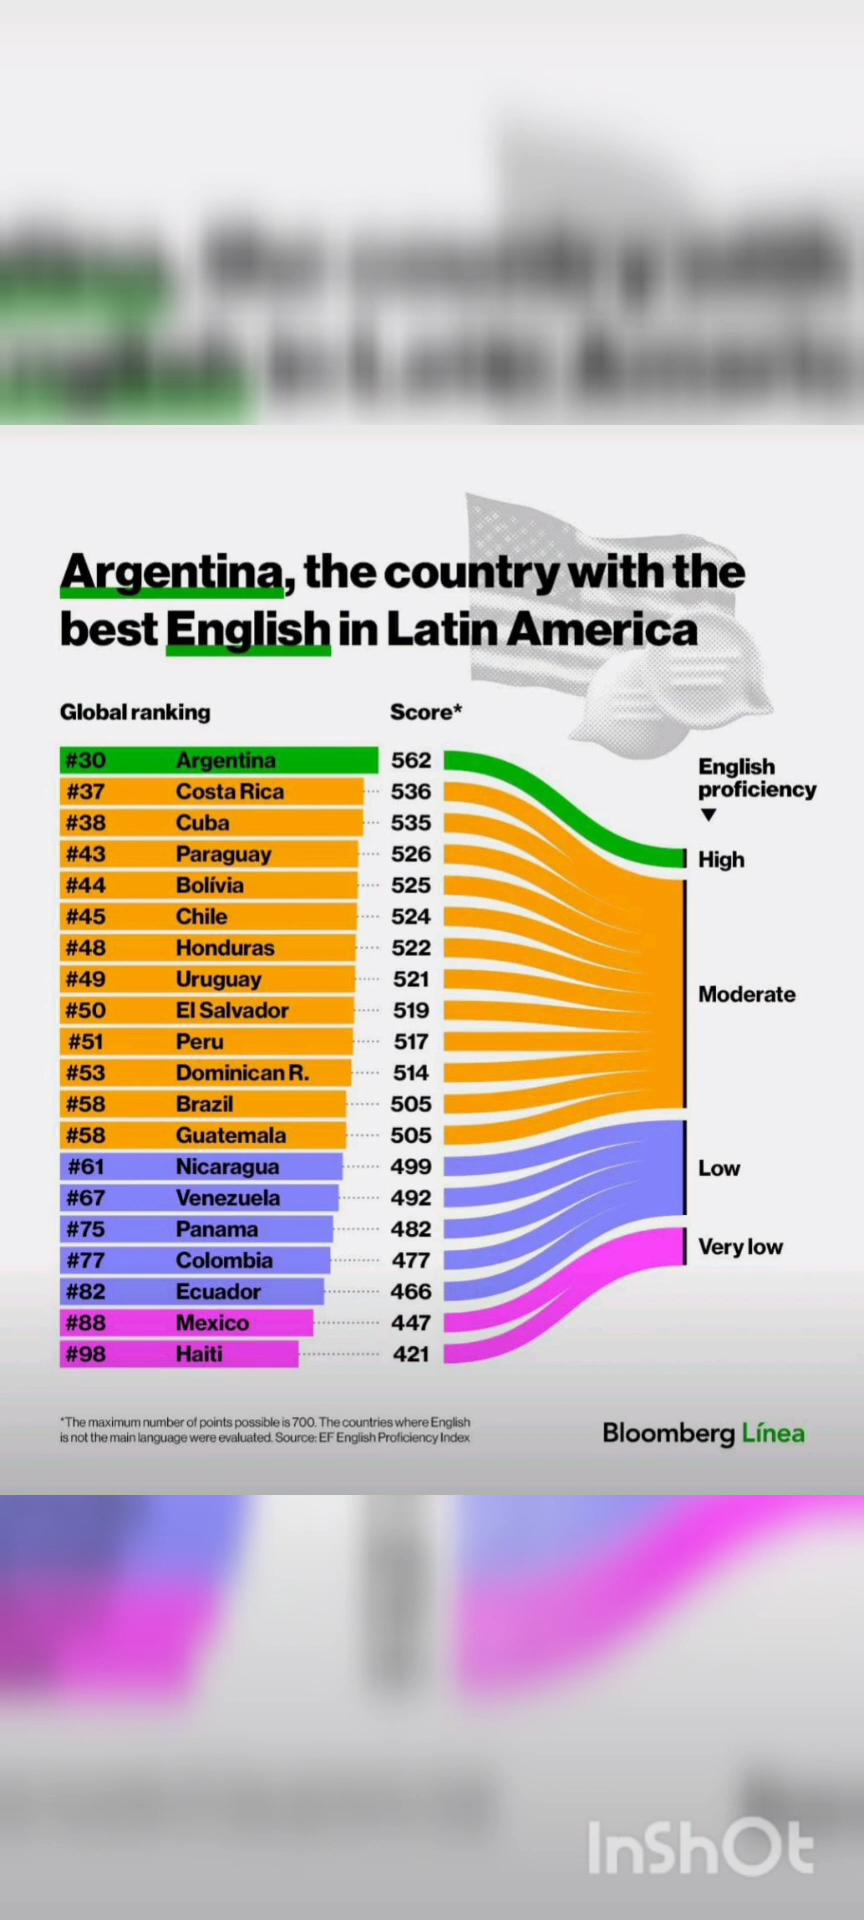 Argentina, the country with the
best English in Latin America
Global ranking Score*
English
proficiency
▼
#30 Argentina 562
#37 Costa Rica 536
#38 Cuba 535
#43 Paraguay 526
#44 Bolívia 525
#45 Chile 524
#48 Honduras 522
#49 Uruguay 521
#50 El Salvador 519
#51 Peru 517
#53 Dominican R. 514
#58 Brazil 505
#58 Guatemala 505
#61 Nicaragua 499
#67 Venezuela 492
#75 Panama 482
#77 Colombia 477
#82 Ecuador 466
#88 Mexico 447
#98 Haiti 421
High
Moderate
Low
Very low
*The maximum number of points possible is 700. The countries where English
is not the main language were evaluated. Source: EF English Proficiency Index
Bloomberg Línea
InShOt